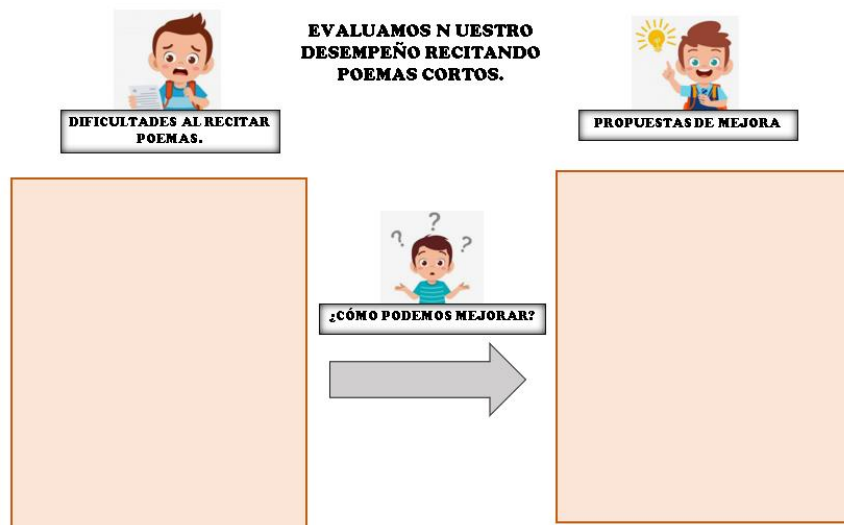 EVALUAMOS N UESTRO
DESEMPEÑO RECITANDO
POEMAS CORTOS.
DIFICULTADES AL RECITAR
POEMAS.
PROPUESTAS DE MEJORA
? ? ?
¿CÓMO PODEMOS MEJORAR?